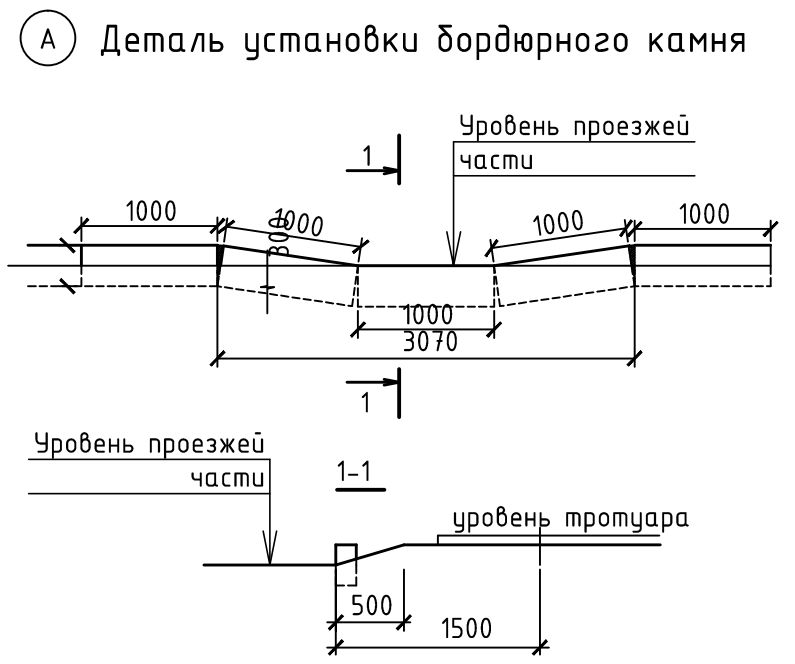 А Деталь установки бордюрного камня
Уровень проезжей
части
1
1000
1000
300
1000
1000
1000
3070
1
Уровень проезжей
части
1-1
уровень тротуара
500
1500